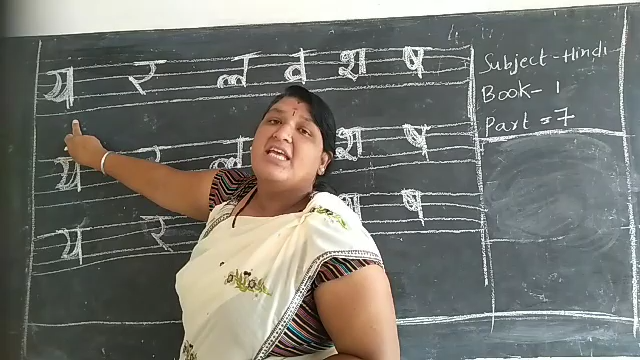 य र ल व श ष
य र ल श ष
य र ष
Subject-Hindi
Book-1
Part=7